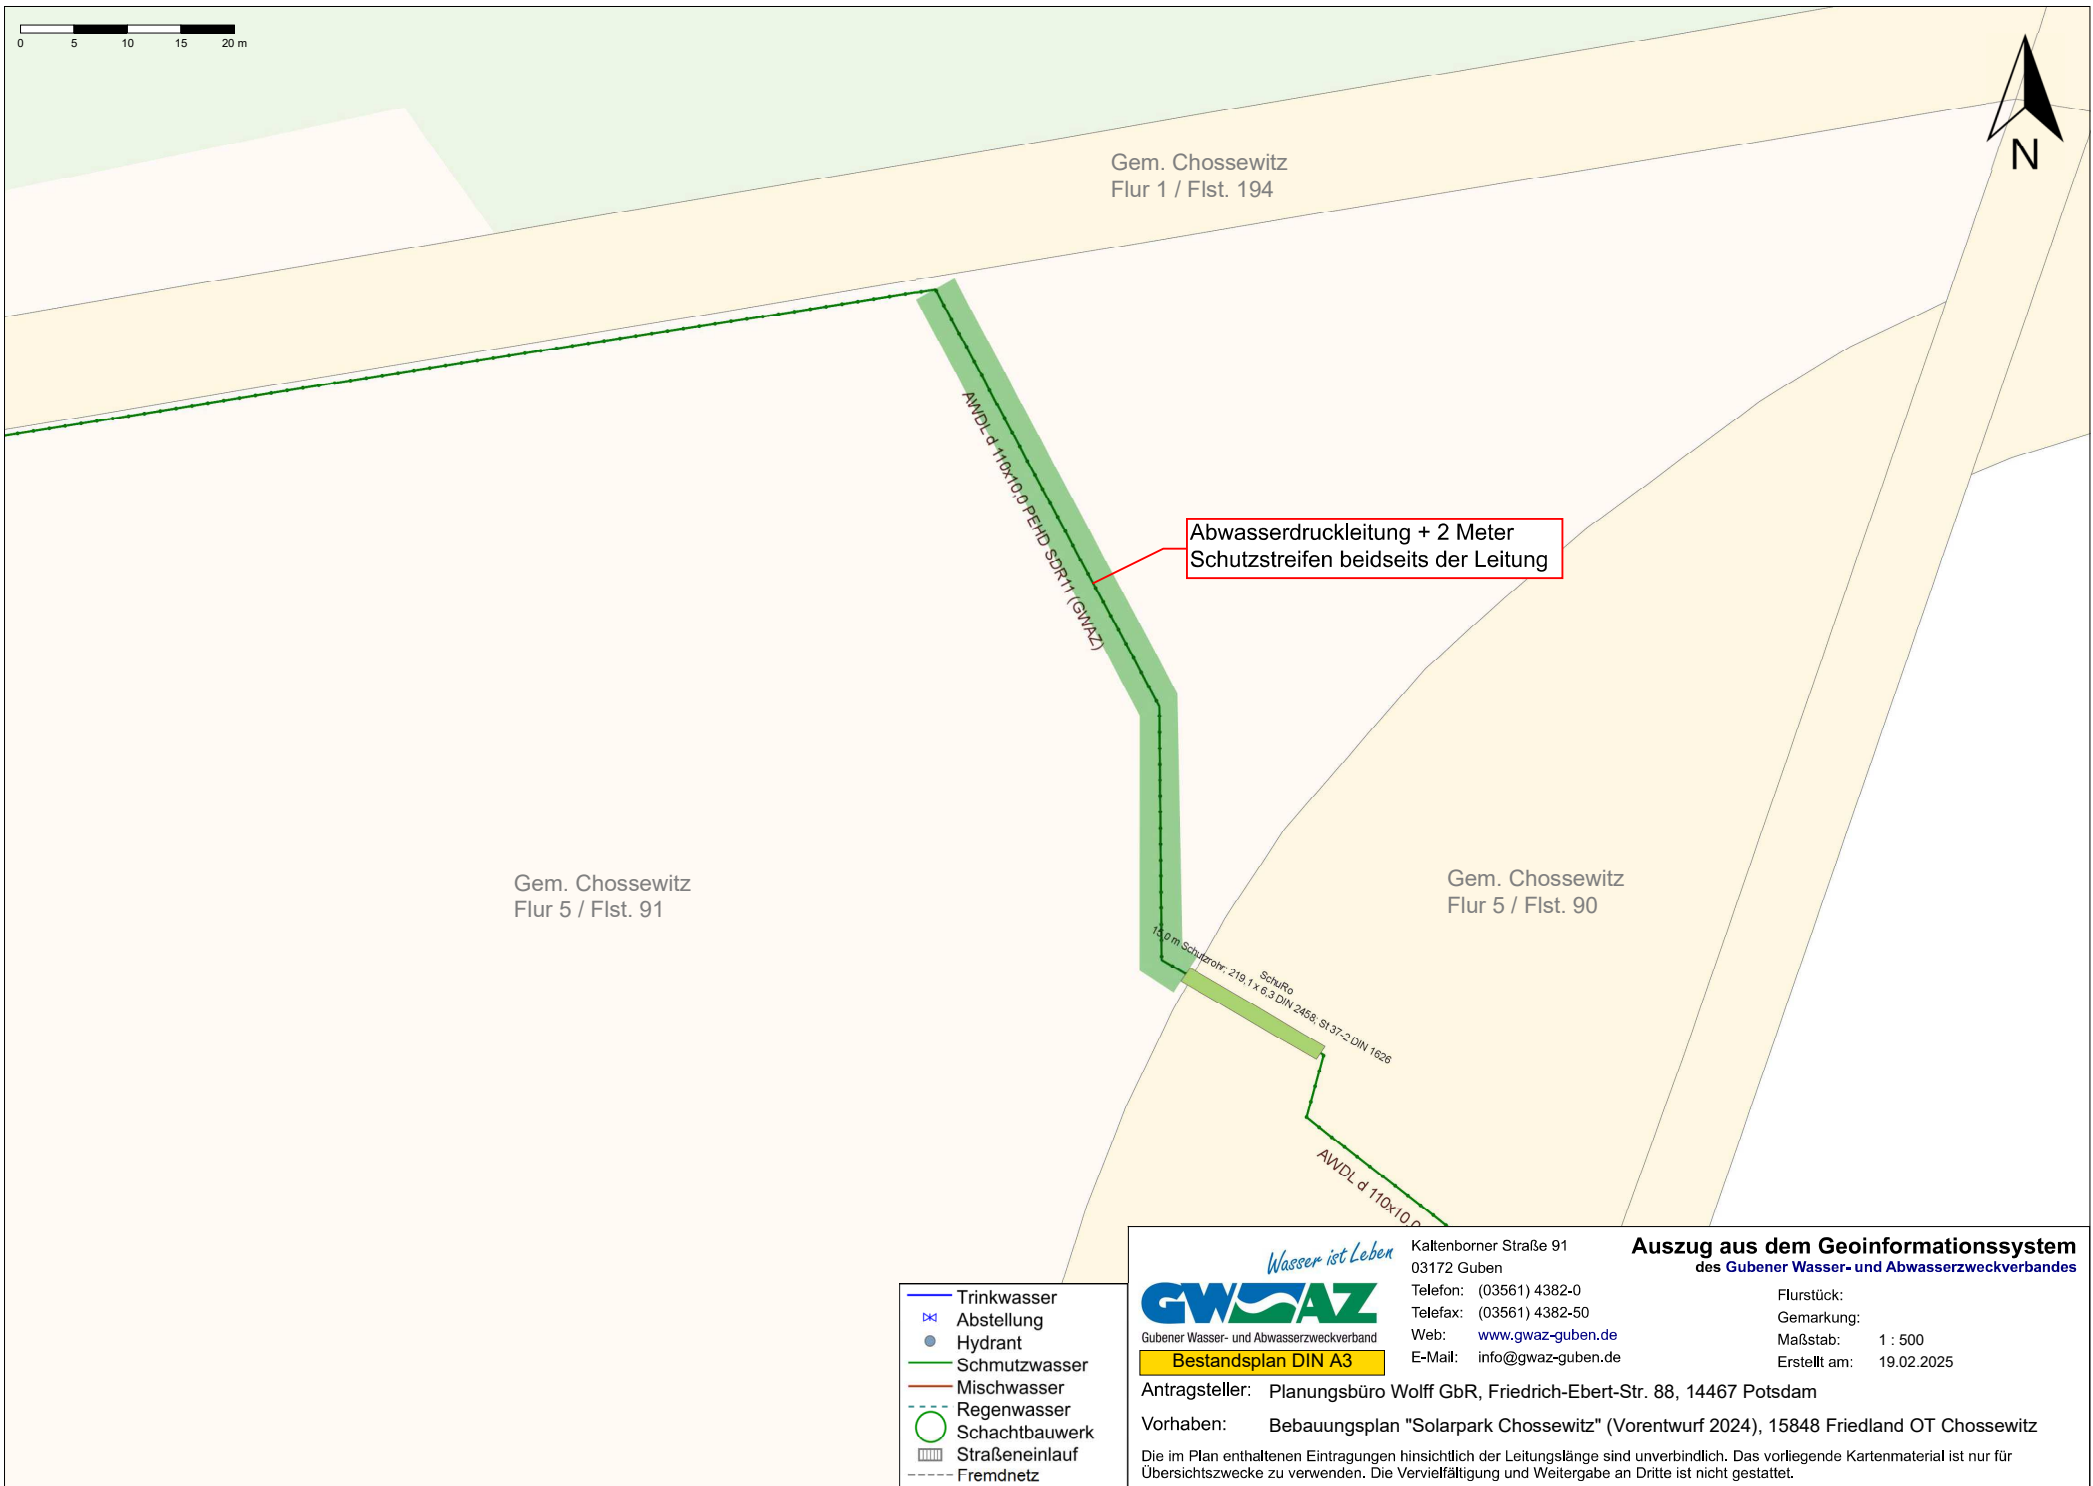 0 5 10 15 20 m
N
Gem. Chossewitz
Flur 1 / Flst. 194
AWDL d 110x10,0 PEHD SDR11 (GWAZ)
Abwasserdruckleitung + 2 Meter
Schutzstreifen beidseits der Leitung
Gem. Chossewitz
Flur 5 / Flst. 91
Gem. Chossewitz
Flur 5 / Flst. 90
SchuRo
15,0 m Schutzrohr; 219,1 x 6,3 DIN 2458; St 37-2 DIN 1626
AWDL d 110x10,0
Trinkwasser
Abstellung
Hydrant
Schmutzwasser
Mischwasser
Regenwasser
Schachtbauwerk
Straßeneinlauf
Fremdnetz
Wasser ist Leben
GWAZ
Gubener Wasser- und Abwasserzweckverband
Bestandsplan DIN A3
Kaltenborner Straße 91
03172 Guben
Telefon: (03561) 4382-0
Telefax: (03561) 4382-50
Web: www.gwaz-guben.de
E-Mail: info@gwaz-guben.de
Auszug aus dem Geoinformationssystem
des Gubener Wasser- und Abwasserzweckverbandes
Flurstück:
Gemarkung:
Maßstab: 1 : 500
Erstellt am: 19.02.2025
Antragsteller: Planungsbüro Wolff GbR, Friedrich-Ebert-Str. 88, 14467 Potsdam
Vorhaben: Bebauungsplan "Solarpark Chossewitz" (Vorentwurf 2024), 15848 Friedland OT Chossewitz
Die im Plan enthaltenen Eintragungen hinsichtlich der Leitungslänge sind unverbindlich. Das vorliegende Kartenmaterial ist nur für
Übersichtszwecke zu verwenden. Die Vervielfältigung und Weitergabe an Dritte ist nicht gestattet.